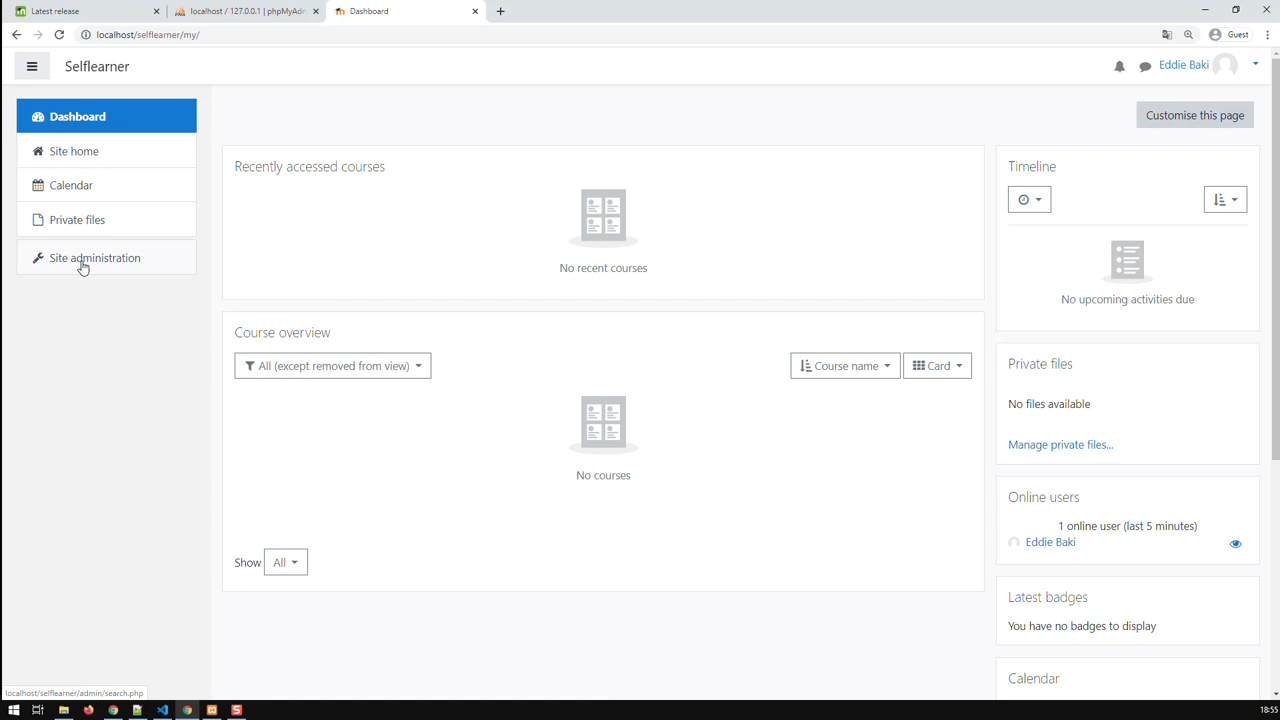 Latest release
localhost / 127.0.0.1 | phpMyAdm
Dashboard
localhost/selflearner/my/
Guest
Selflearner
Eddie Baki
Dashboard
Site home
Calendar
Private files
Site administration
Customise this page
Recently accessed courses
No recent courses
Course overview
All (except removed from view)
Course name
Card
No courses
Show All
Timeline
No upcoming activities due
Private files
No files available
Manage private files...
Online users
1 online user (last 5 minutes)
Eddie Baki
Latest badges
You have no badges to display
Calendar
localhost/selflearner/admin/search.php
18:55